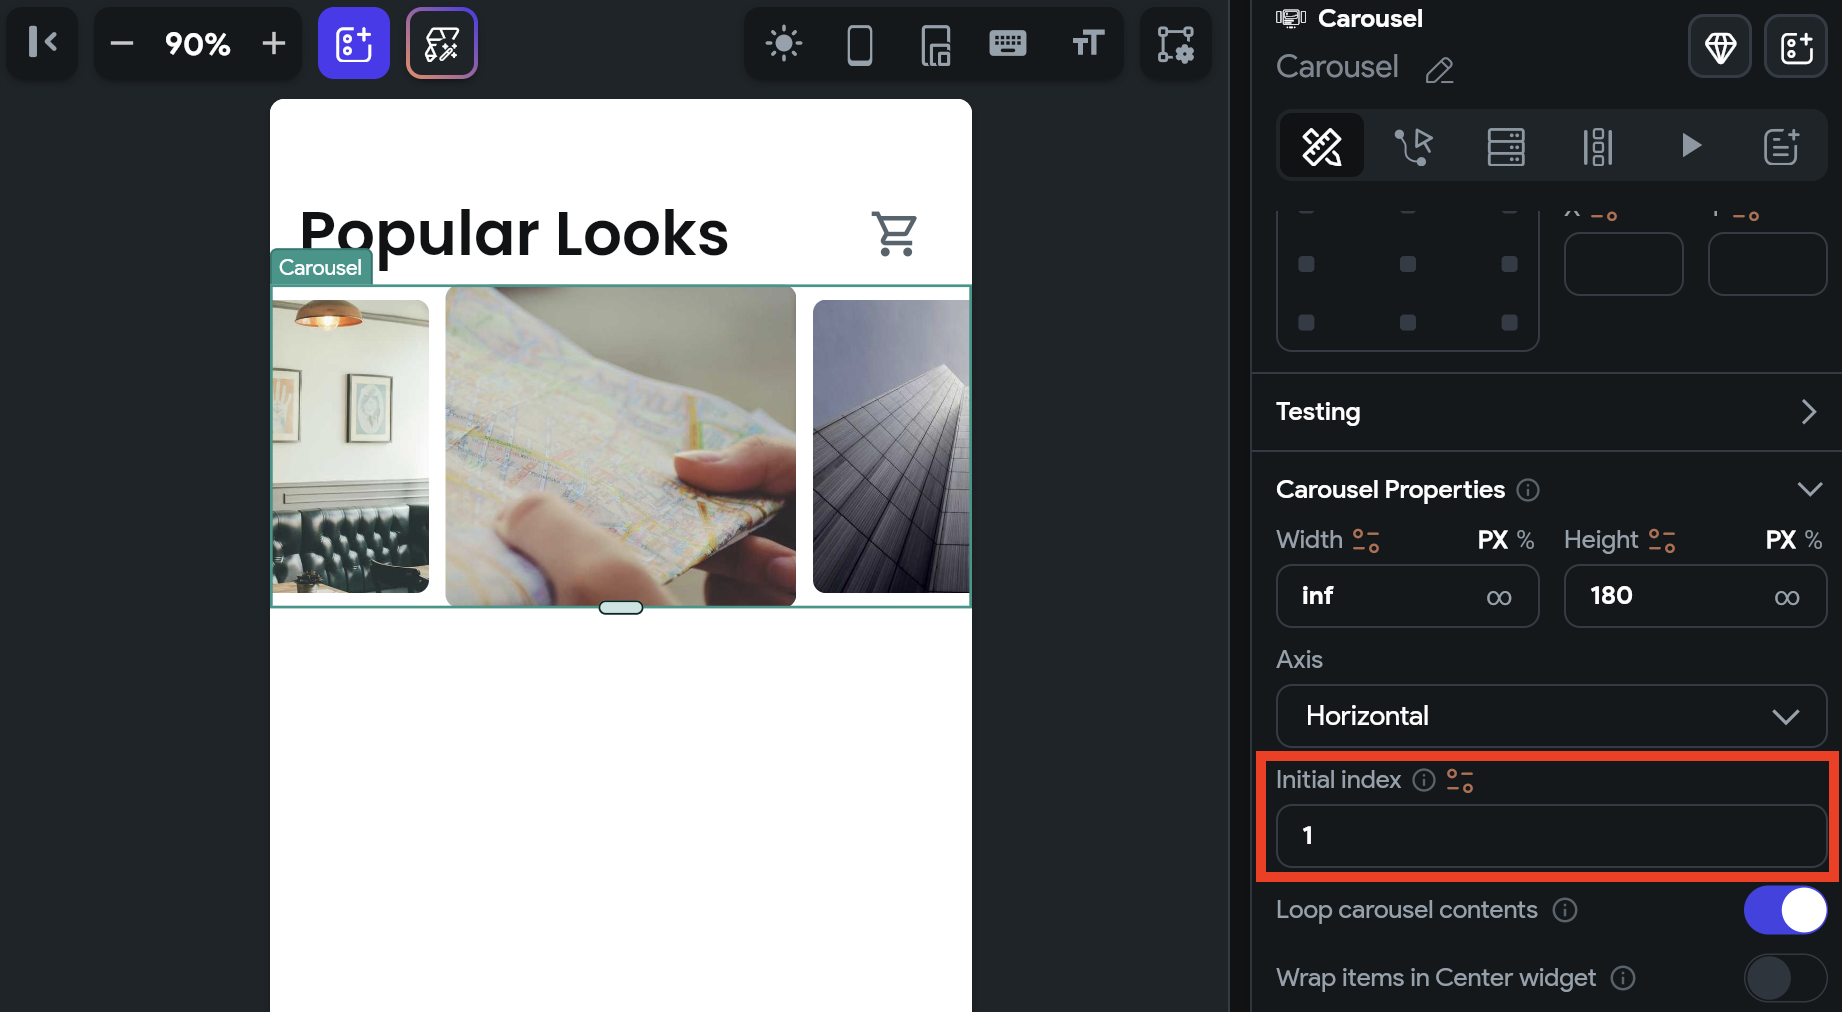 90%
Popular Looks
Carousel
Carousel
Carousel
Testing
Carousel Properties
Width PX % Height PX %
inf 180
Axis
Horizontal
Initial index
1
Loop carousel contents
Wrap items in Center widget